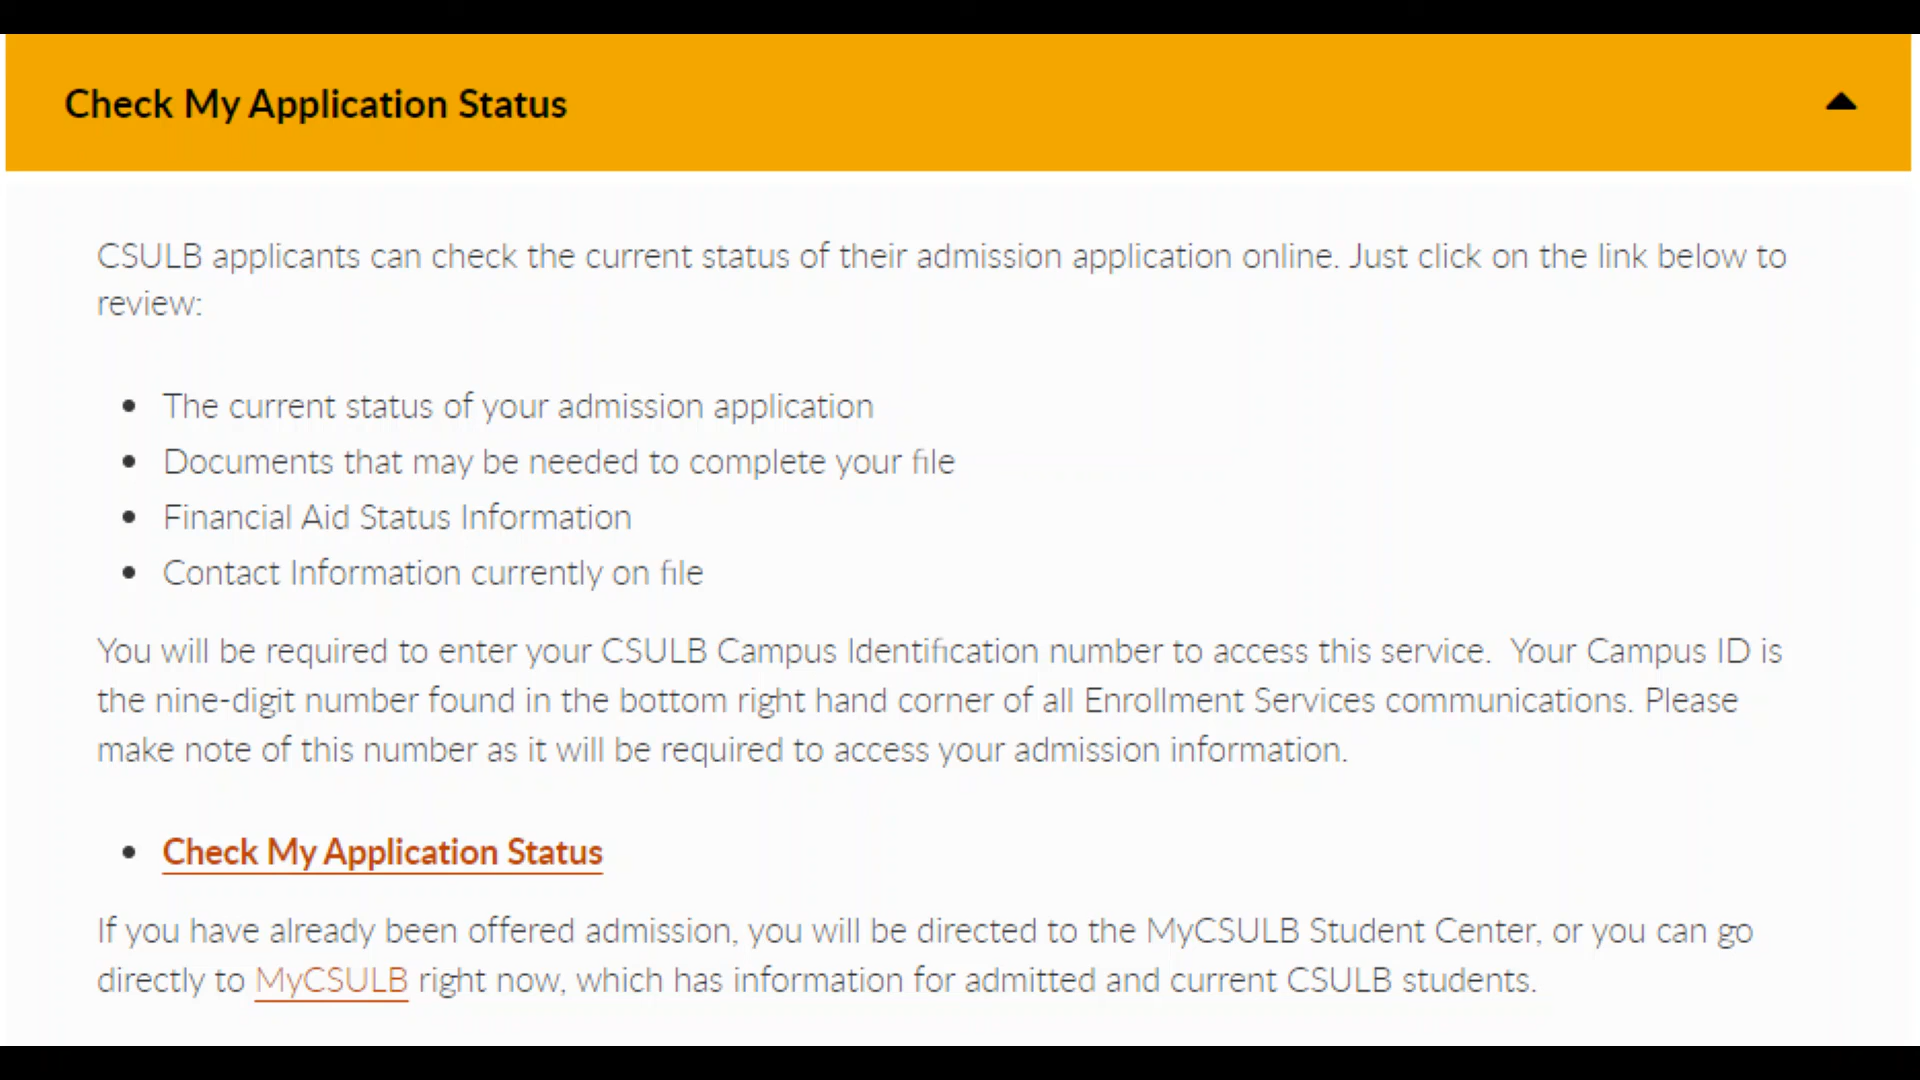 Check My Application Status
CSULB applicants can check the current status of their admission application online. Just click on the link below to
review:
The current status of your admission application
Documents that may be needed to complete your file
Financial Aid Status Information
Contact Information currently on file
You will be required to enter your CSULB Campus Identification number to access this service.  Your Campus ID is
the nine-digit number found in the bottom right hand corner of all Enrollment Services communications. Please
make note of this number as it will be required to access your admission information.
Check My Application Status
If you have already been offered admission, you will be directed to the MyCSULB Student Center, or you can go
directly to MyCSULB right now, which has information for admitted and current CSULB students.